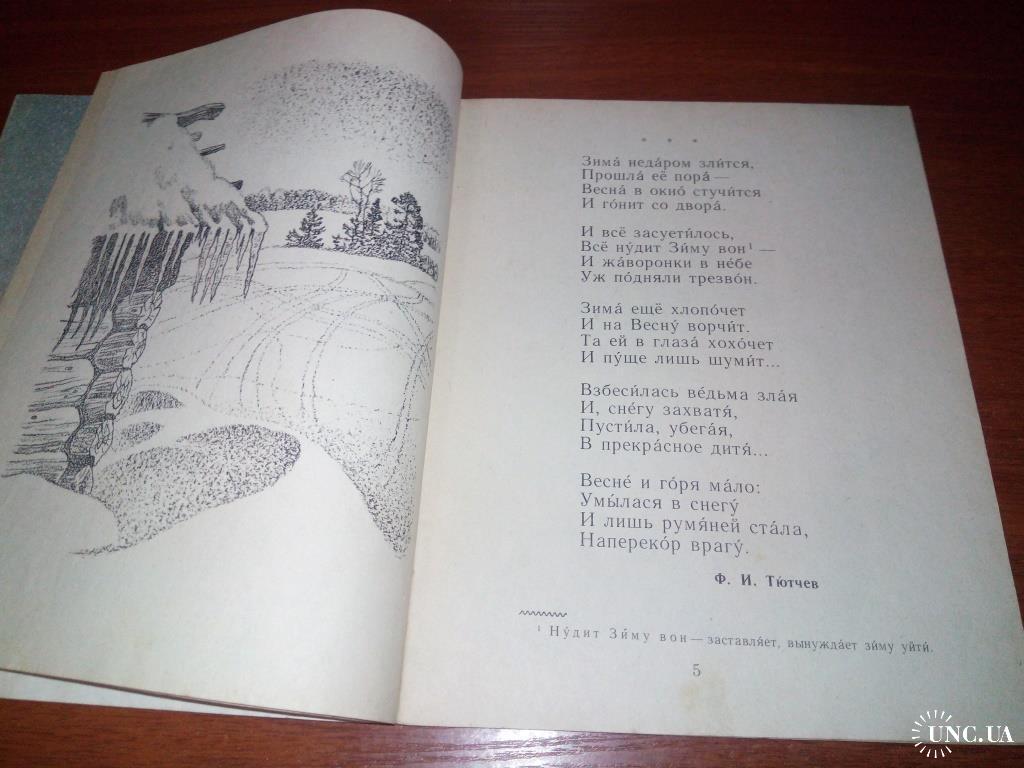 * * *
Зима́ неда́ром зли́тся,
Прошла́ её пора́ —
Весна́ в окно́ стучи́тся
И го́нит со двора́.
И всё засуети́лось,
Всё ну́дит Зи́му вон¹ —
И жа́воронки в не́бе
Уж по́дняли трезво́н.
Зима́ ещё хлопо́чет
И на Весну́ ворчи́т.
Та ей в глаза́ хохо́чет
И пу́ще лишь шуми́т...
Взбеси́лась ве́дьма зла́я
И, сне́гу захватя́,
Пусти́ла, убега́я,
В прекра́сное дитя́...
Весне́ и го́ря ма́ло:
Умы́лася в снегу́
И лишь румя́ней ста́ла,
Напереко́р врагу́.
Ф. И. Тю́тчев
¹ Ну́дит Зи́му вон — заставля́ет, вынужда́ет зи́му уйти́.
5
UNC.UA